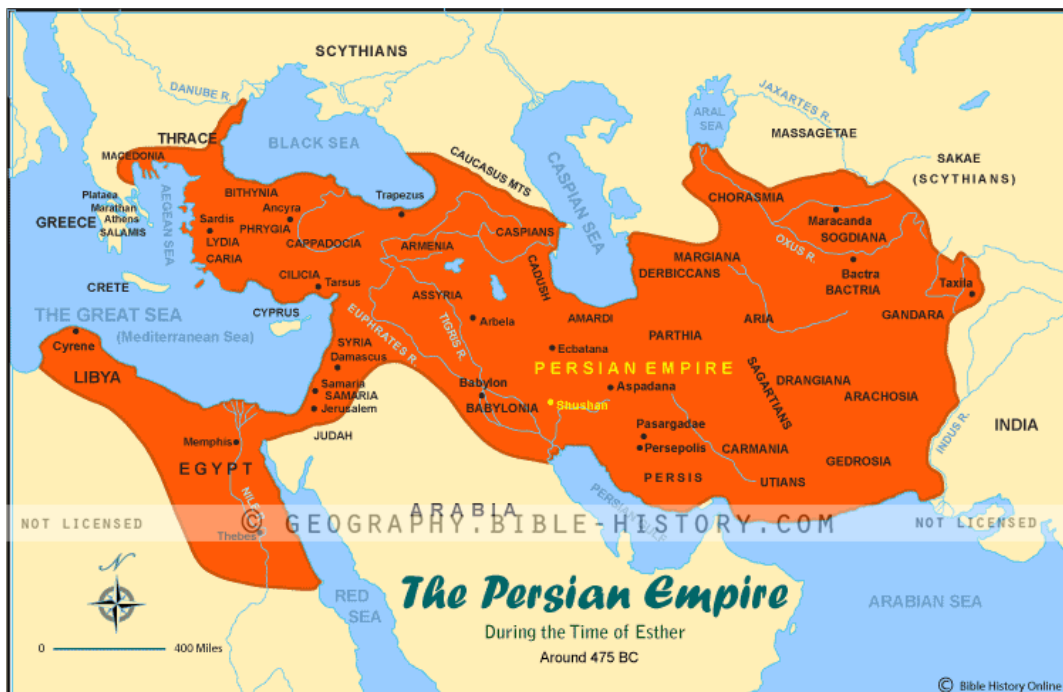 SCYTHIANS
DANUBE R.
JAXARTES R.
ARAL
SEA
THRACE
BLACK SEA
MASSAGETAE
MACEDONIA
CAUCASUS MTS
CASPIAN SEA
SAKAE
(SCYTHIANS)
BITHYNIA
Trapezus
CHORASMIA
Plataea
Marathan
Athens
SALAMIS
GREECE
AEGEAN SEA
Ancyra
Sardis
PHRYGIA
LYDIA
CARIA
CAPPADOCIA
ARMENIA
CASPIANS
Maracanda
SOGDIANA
OXUS R.
MARGIANA
DERBICCANS
CADUSH
CILICIA
Tarsus
Bactra
BACTRIA
Taxila
CRETE
ASSYRIA
THE GREAT SEA
(Mediterranean Sea)
CYPRUS
EUPHRATES R.
TIGRIS R.
Arbela
AMARDI
PARTHIA
ARIA
GANDARA
Cyrene
SYRIA
Damascus
Ecbatana
LIBYA
PERSIAN EMPIRE
Samaria
SAMARIA
Jerusalem
Babylon
BABYLONIA
Aspadana
Shushan
SAGARTIANS
DRANGIANA
ARACHOSIA
INDUS R.
INDIA
JUDAH
Memphis
Pasargadae
Persepolis
CARMANIA
GEDROSIA
EGYPT
PERSIS
UTIANS
NILE R.
PERSIAN GULF
ARABIA
NOT LICENSED
© GEOGRAPHY.BIBLE-HISTORY.COM
NOT LICENSED
Thebes
N
The Persian Empire
During the Time of Esther
Around 475 BC
RED
SEA
ARABIAN SEA
0
400 Miles
© Bible History Online